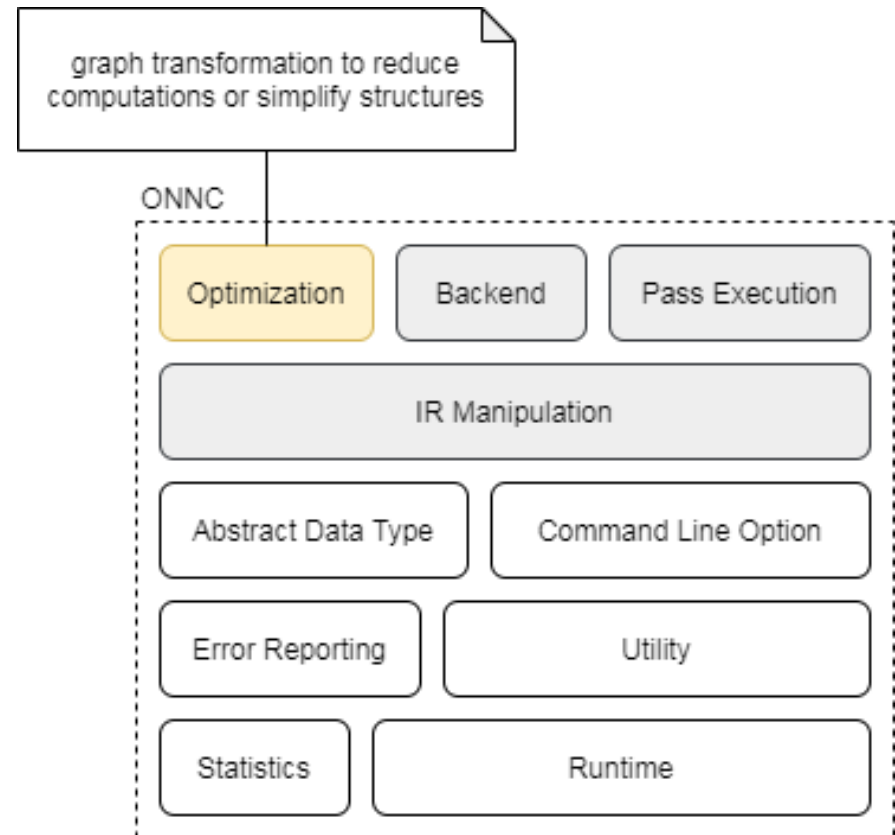 graph transformation to reduce
computations or simplify structures
ONNC
Optimization
Backend
Pass Execution
IR Manipulation
Abstract Data Type
Command Line Option
Error Reporting
Utility
Statistics
Runtime